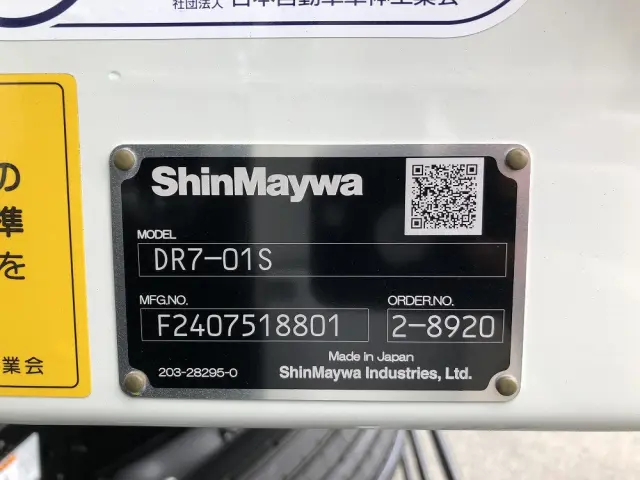 社団法人 日本自動車車体工業会
ShinMaywa
MODEL
DR7-01S
MFG.NO.
F2407518801
ORDER.NO.
2-8920
Made in Japan
203-28295-0
ShinMaywa Industries, Ltd.
の
準
を
業会